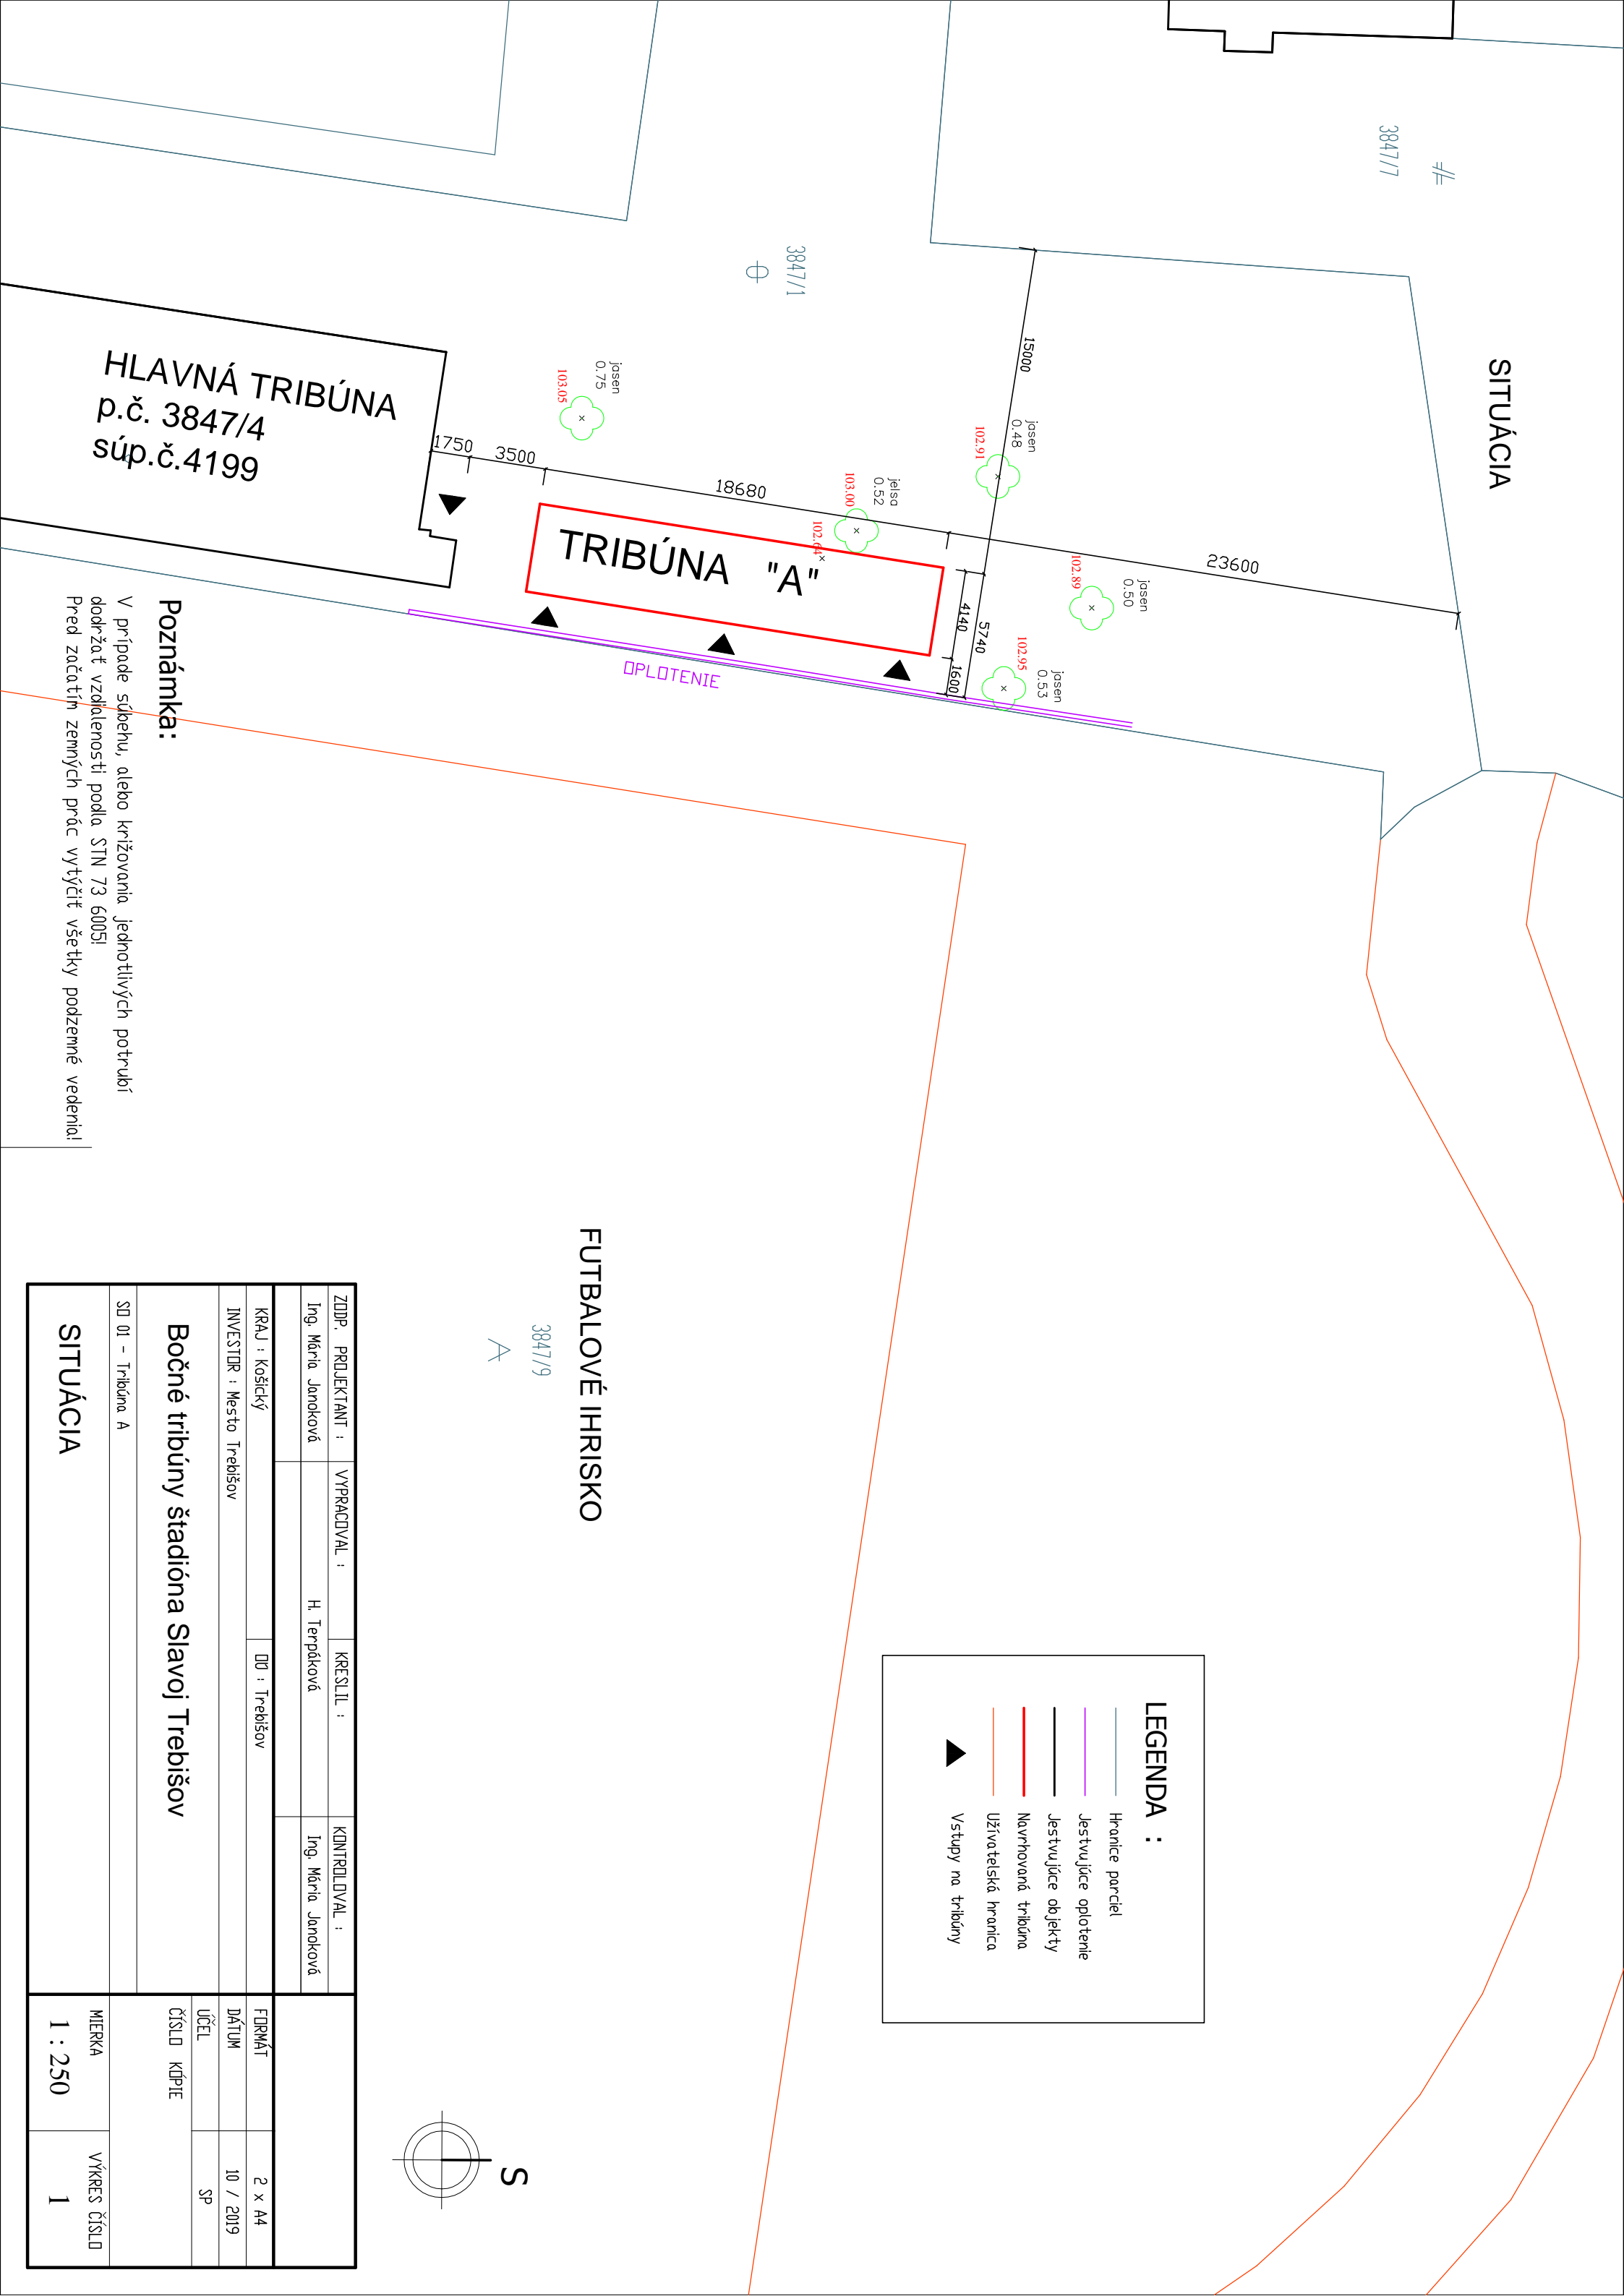 SITUÁCIA
3847/7
3847/1
15000
jasen
0.48
102.91
jasen
0.75
103.05
jelsa
0.52
103.00
102.64
jasen
0.50
102.89
jasen
0.53
102.95
1750
3500
18680
23600
4140
5740
1600
HLAVNÁ TRIBÚNA
p.č. 3847/4
súp.č.4199
TRIBÚNA "A"
OPLOTENIE
Poznámka:
V prípade súbehu, alebo križovania jednotlivých potrubí
dodržať vzdialenosti podľa STN 73 6005!
Pred začatím zemných prác vytýčiť všetky podzemné vedenia!
FUTBALOVÉ IHRISKO
3847/9
LEGENDA :
Hranice parciel
Jestvujúce oplotenie
Jestvujúce objekty
Navrhovaná tribúna
Užívatelská hranica
Vstupy na tribúny
S
ZODP. PROJEKTANT : VYPRACOVAL : KRESLIL : KONTROLOVAL :
Ing. Mária Janoková H. Terpáková Ing. Mária Janoková
KRAJ : Košický OÚ : Trebišov
INVESTOR : Mesto Trebišov
Bočné tribúny štadióna Slavoj Trebišov
SO 01 - Tribúna A
SITUÁCIA
FORMÁT 2 x A4
DÁTUM 10 / 2019
ÚČEL SP
ČÍSLO KÓPIE
MIERKA VÝKRES ČÍSLO
1 : 250 1